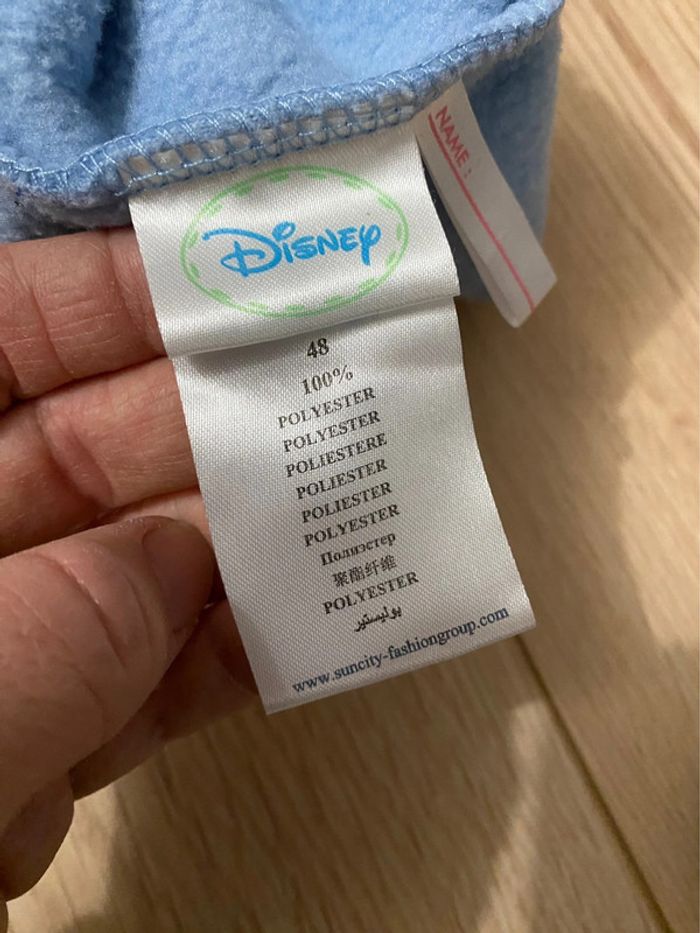 NAME:
Disney
48
100%
POLYESTER
POLYESTER
POLIESTERE
POLIESTER
POLIESTER
POLYESTER
Полиэстер
聚酯纤维
POLYESTER
بوليستير
www.suncity-fashiongroup.com